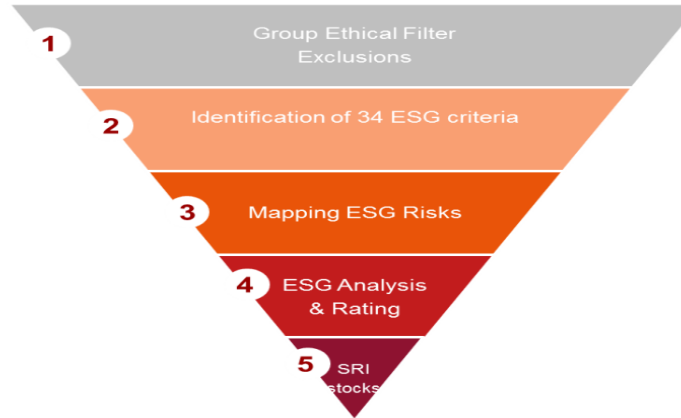 1
Group Ethical Filter
Exclusions
2
Identification of 34 ESG criteria
3
Mapping ESG Risks
4
ESG Analysis
& Rating
5
SRI
stocks